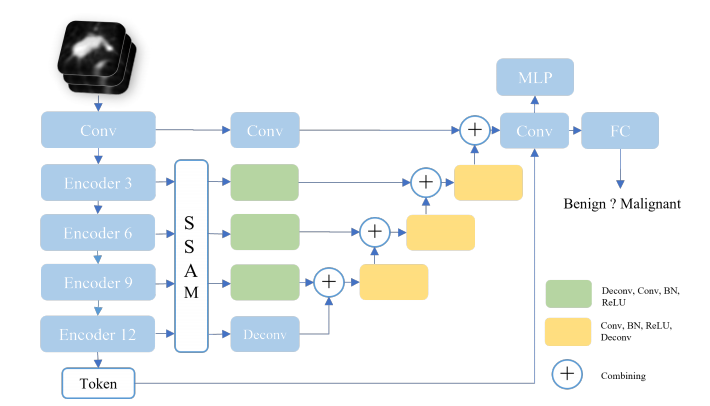 MLP
Conv
Conv
Conv
FC
Encoder 3
Benign ? Malignant
Encoder 6
S
S
A
M
Encoder 9
Deconv, Conv, BN,
ReLU
Encoder 12
Deconv
Conv, BN, ReLU,
Deconv
Token
Combining